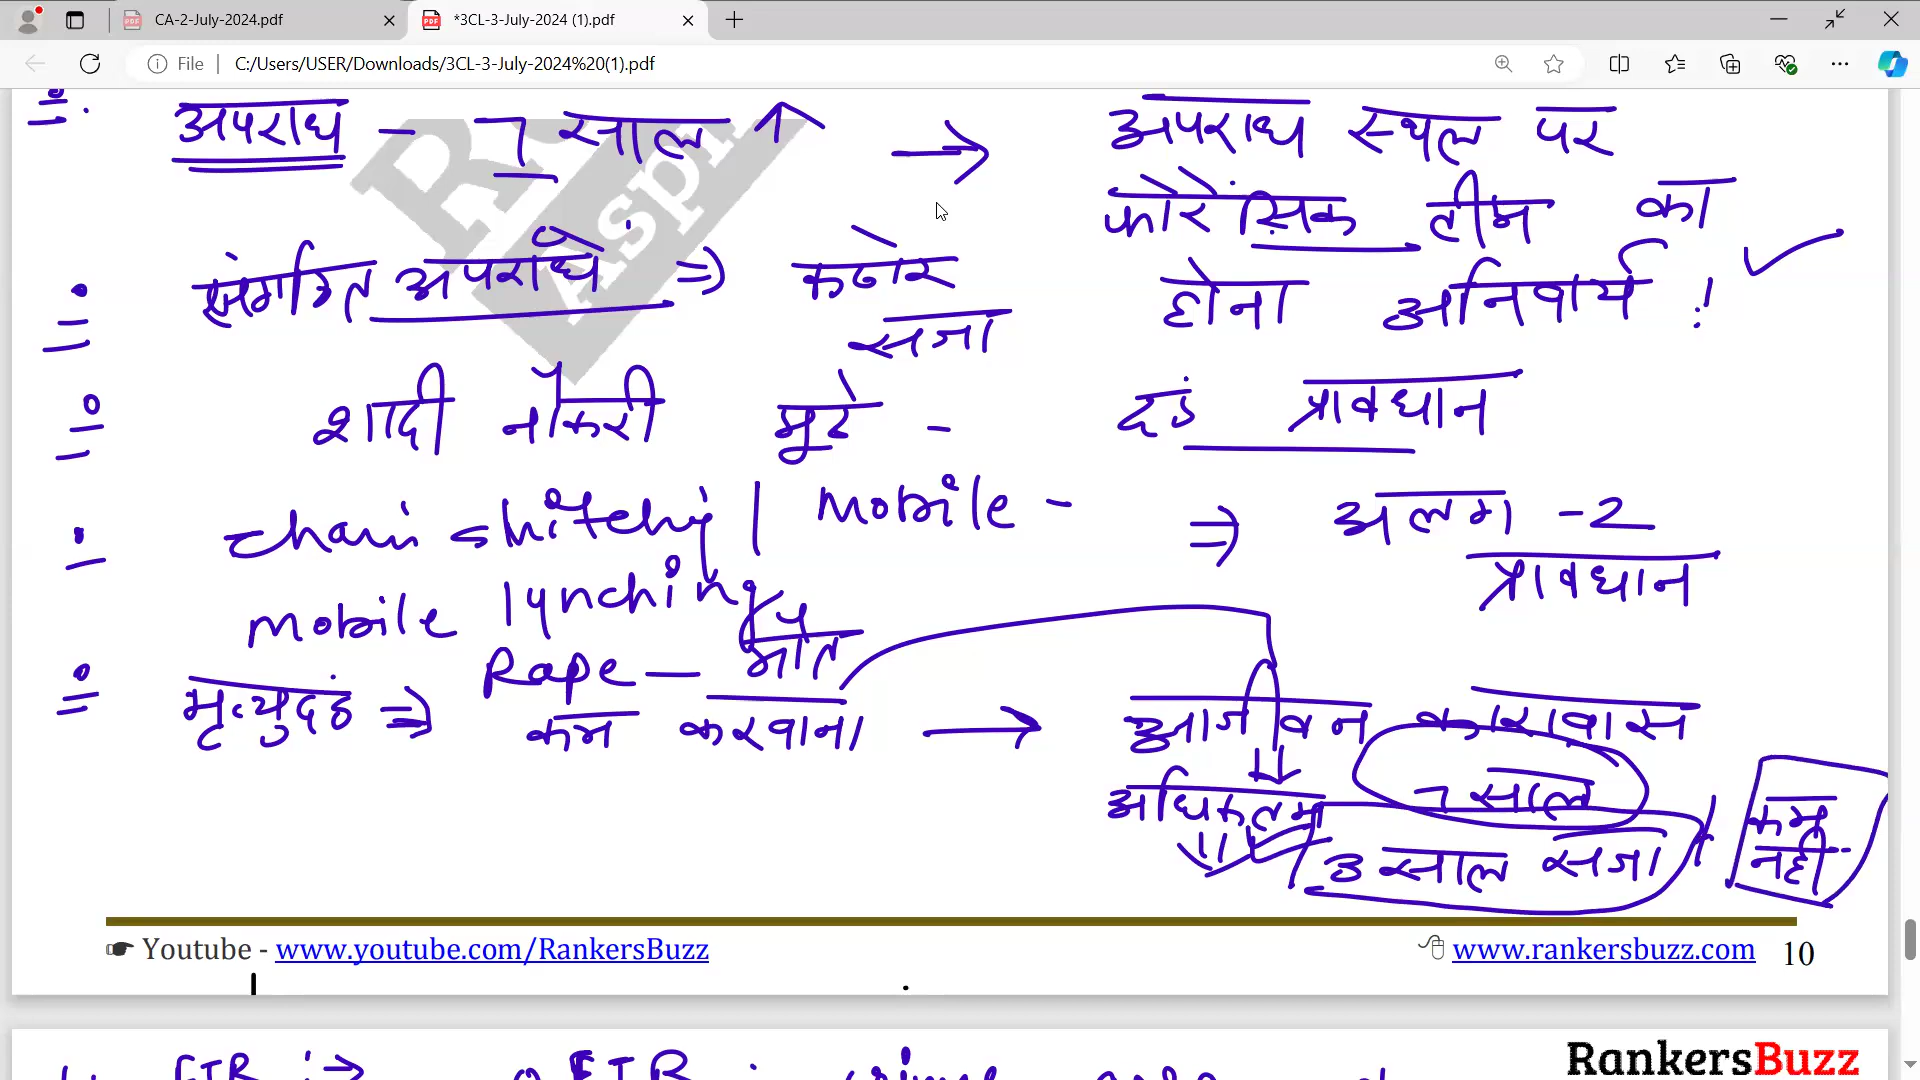 CA-2-July-2024.pdf
*3CL-3-July-2024 (1).pdf
File C:/Users/USER/Downloads/3CL-3-July-2024%20(1).pdf
अपराध - 7 साल ↑ → अपराध स्थल पर
फोरेंसिक टीम का
होना अनिवार्य !
संगठित अपराध ⇒ कठोर
सजा
शादी नौकरी झूठे - दंड प्रावधान
chain snitching | mobile - ⇒ अलग -2
प्रावधान
mobile lynching
मृत्युदंड ⇒ Rape - मौत
कम करवाना → आजीवन कारावास
7 साल
अधिकतम
3 साल सजा
कम
नही
Youtube - www.youtube.com/RankersBuzz
www.rankersbuzz.com 10
RankersBuzz